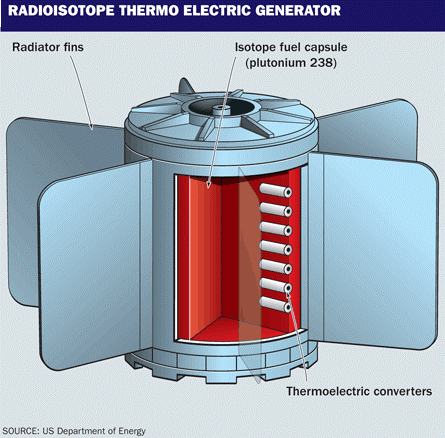 RADIOISOTOPE THERMO ELECTRIC GENERATOR
Radiator fins
Isotope fuel capsule
(plutonium 238)
Thermoelectric converters
SOURCE: US Department of Energy